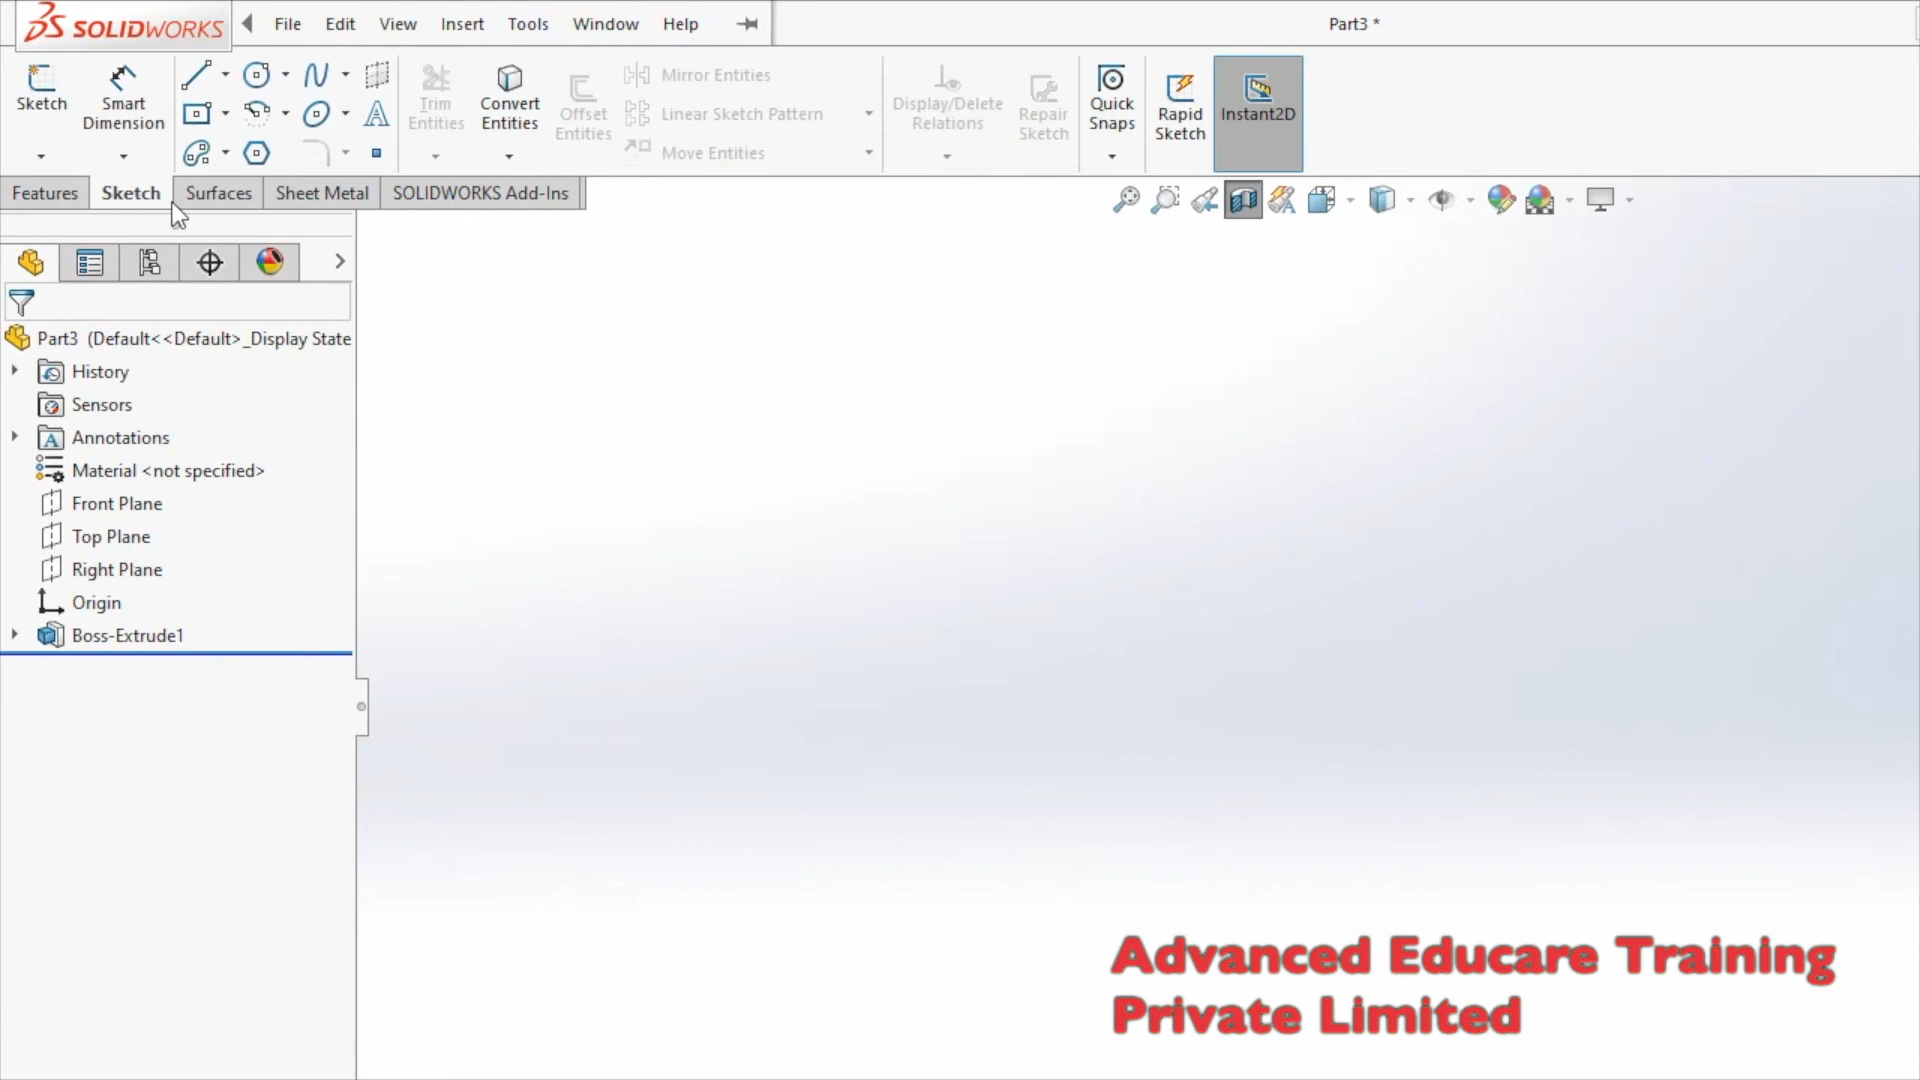 SOLIDWORKS
File Edit View Insert Tools Window Help
Part3 *
Sketch
Smart Dimension
Trim Entities
Convert Entities
Offset Entities
Mirror Entities
Linear Sketch Pattern
Move Entities
Display/Delete Relations
Repair Sketch
Quick Snaps
Rapid Sketch
Instant2D
Features Sketch Surfaces Sheet Metal SOLIDWORKS Add-Ins
Part3 (Default<<Default>_Display State
History
Sensors
Annotations
Material <not specified>
Front Plane
Top Plane
Right Plane
Origin
Boss-Extrude1
Advanced Educare Training
Private Limited